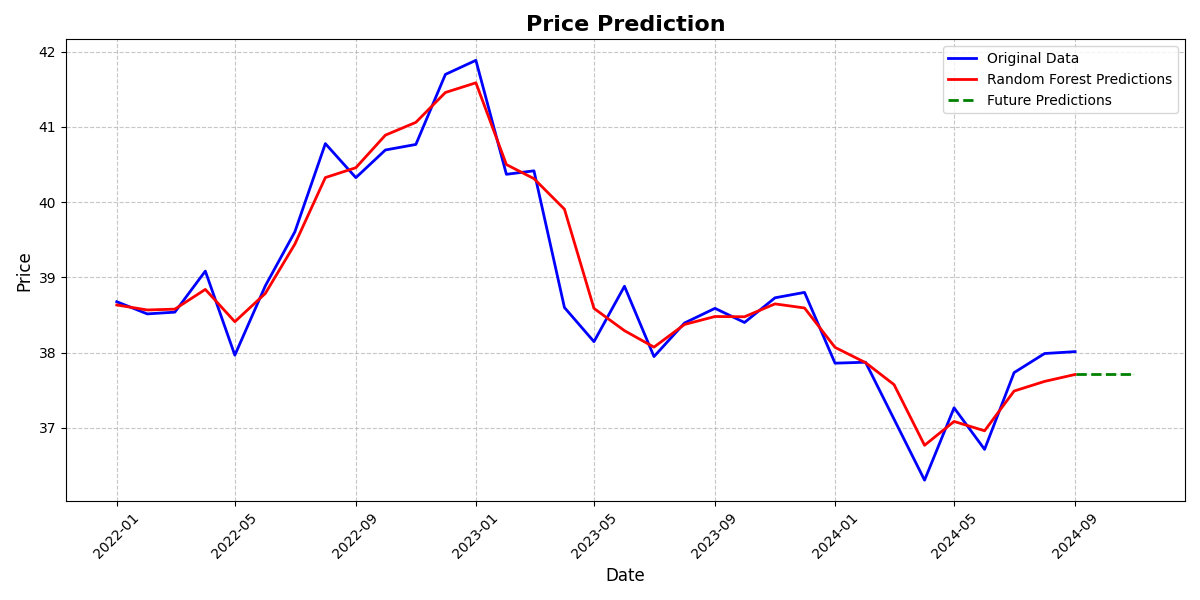 Price Prediction
Original Data
Random Forest Predictions
Future Predictions
42
41
40
39
38
37
Price
2022-01
2022-05
2022-09
2023-01
2023-05
2023-09
2024-01
2024-05
2024-09
Date